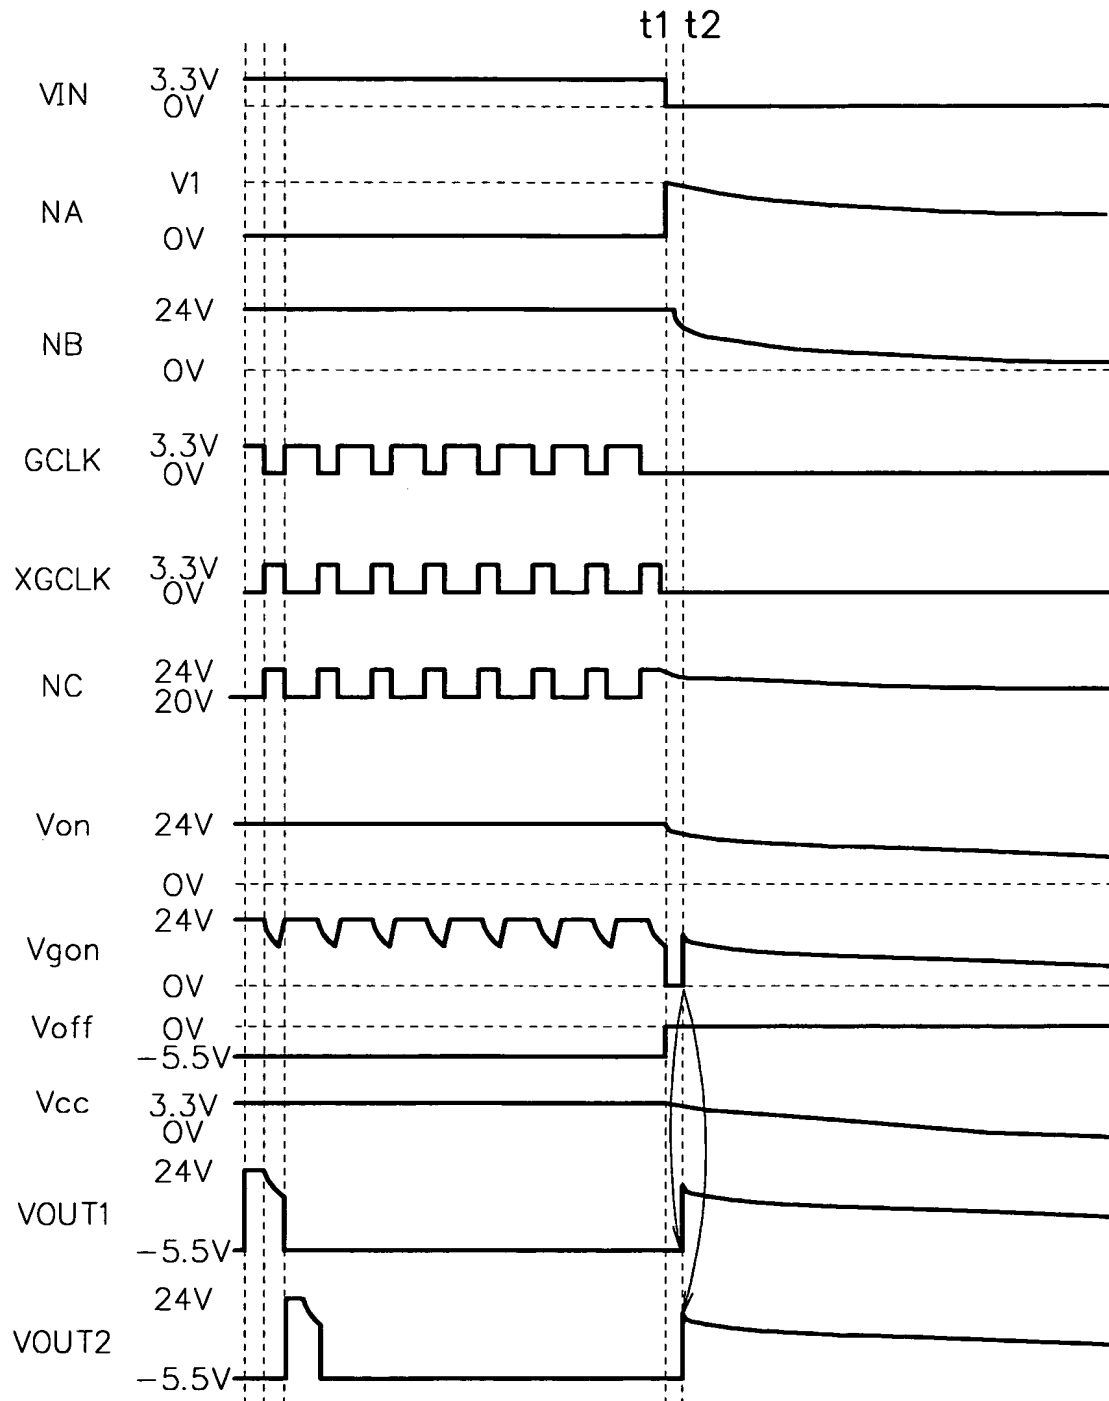 t1 t2
VIN
3.3V
0V
NA
V1
0V
NB
24V
0V
GCLK
3.3V
0V
XGCLK
3.3V
0V
NC
24V
20V
Von
24V
0V
Vgon
24V
0V
Voff
0V
-5.5V
Vcc
3.3V
0V
VOUT1
24V
-5.5V
VOUT2
24V
-5.5V